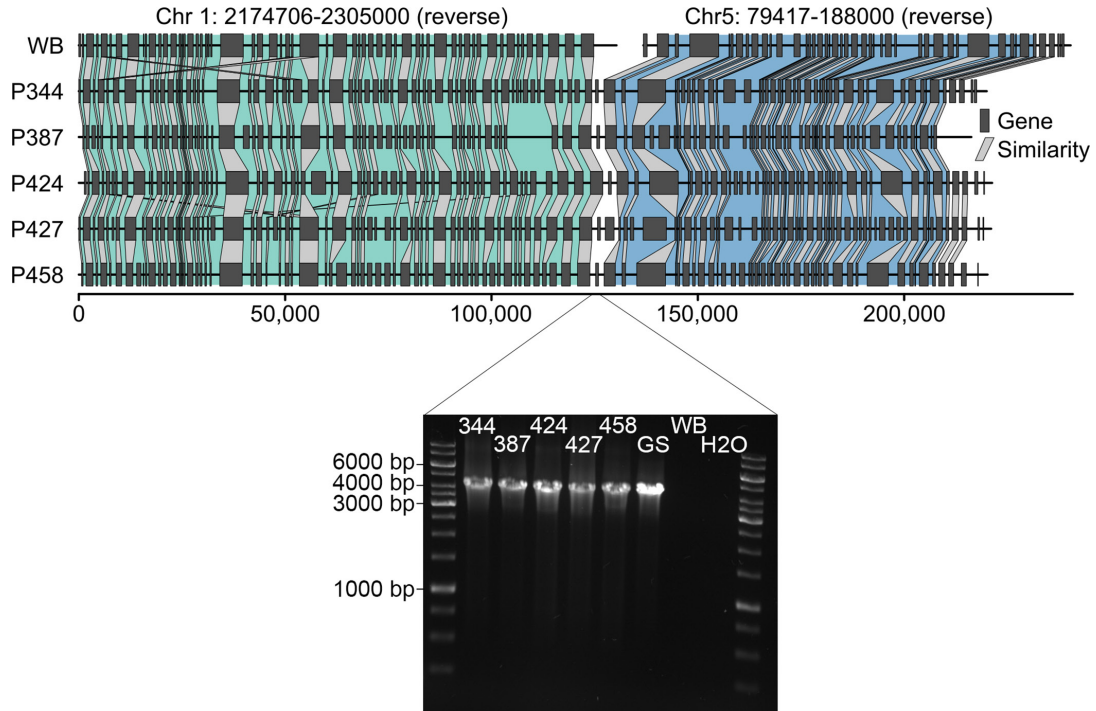 Chr 1: 2174706-2305000 (reverse)
Chr5: 79417-188000 (reverse)
WB
P344
P387
P424
P427
P458
Gene
Similarity
0
50,000
100,000
150,000
200,000
344
424
458
WB
387
427
GS
H2O
6000 bp
4000 bp
3000 bp
1000 bp